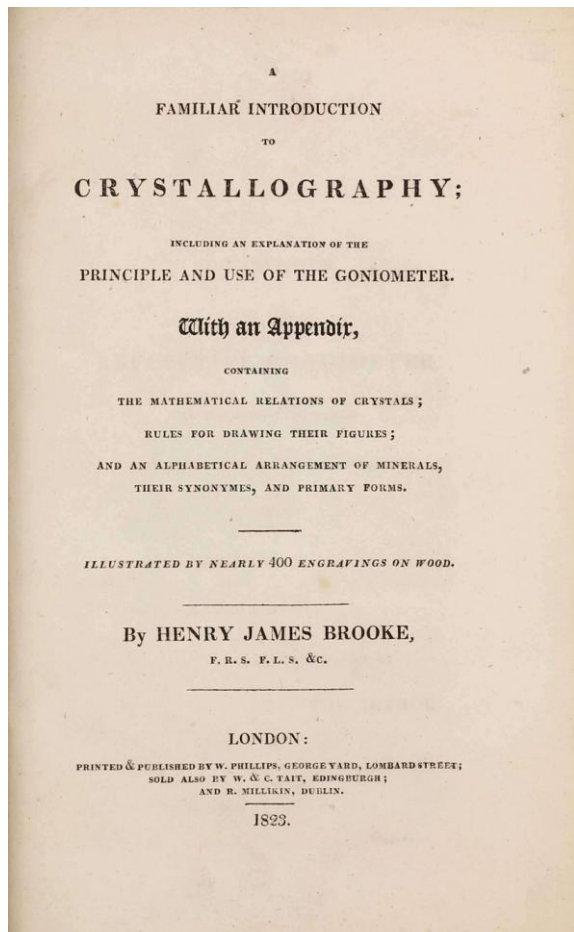 A
FAMILIAR INTRODUCTION
TO
CRYSTALLOGRAPHY;
INCLUDING AN EXPLANATION OF THE
PRINCIPLE AND USE OF THE GONIOMETER.
With an Appendix,
CONTAINING
THE MATHEMATICAL RELATIONS OF CRYSTALS;
RULES FOR DRAWING THEIR FIGURES;
AND AN ALPHABETICAL ARRANGEMENT OF MINERALS,
THEIR SYNONYMES, AND PRIMARY FORMS.
ILLUSTRATED BY NEARLY 400 ENGRAVINGS ON WOOD.
By HENRY JAMES BROOKE,
F. R. S. F. L. S. &C.
LONDON:
PRINTED & PUBLISHED BY W. PHILLIPS, GEORGE YARD, LOMBARD STREET;
SOLD ALSO BY W. & C. TAIT, EDINGBURGH;
AND R. MILLIKIN, DUBLIN.
1823.